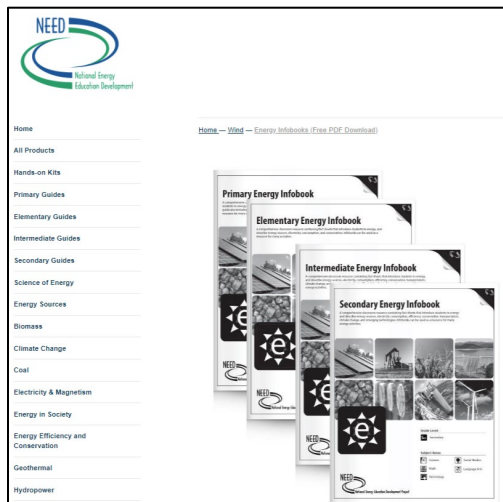 NEED
National Energy
Education Development
Home
All Products
Hands-on Kits
Primary Guides
Elementary Guides
Intermediate Guides
Secondary Guides
Science of Energy
Energy Sources
Biomass
Climate Change
Coal
Electricity & Magnetism
Energy in Society
Energy Efficiency and
Conservation
Geothermal
Hydropower
Home — Wind — Energy Infobooks (Free PDF Download)
Primary Energy Infobook
Elementary Energy Infobook
Intermediate Energy Infobook
Secondary Energy Infobook
e
NEED
National Energy Education Development Project